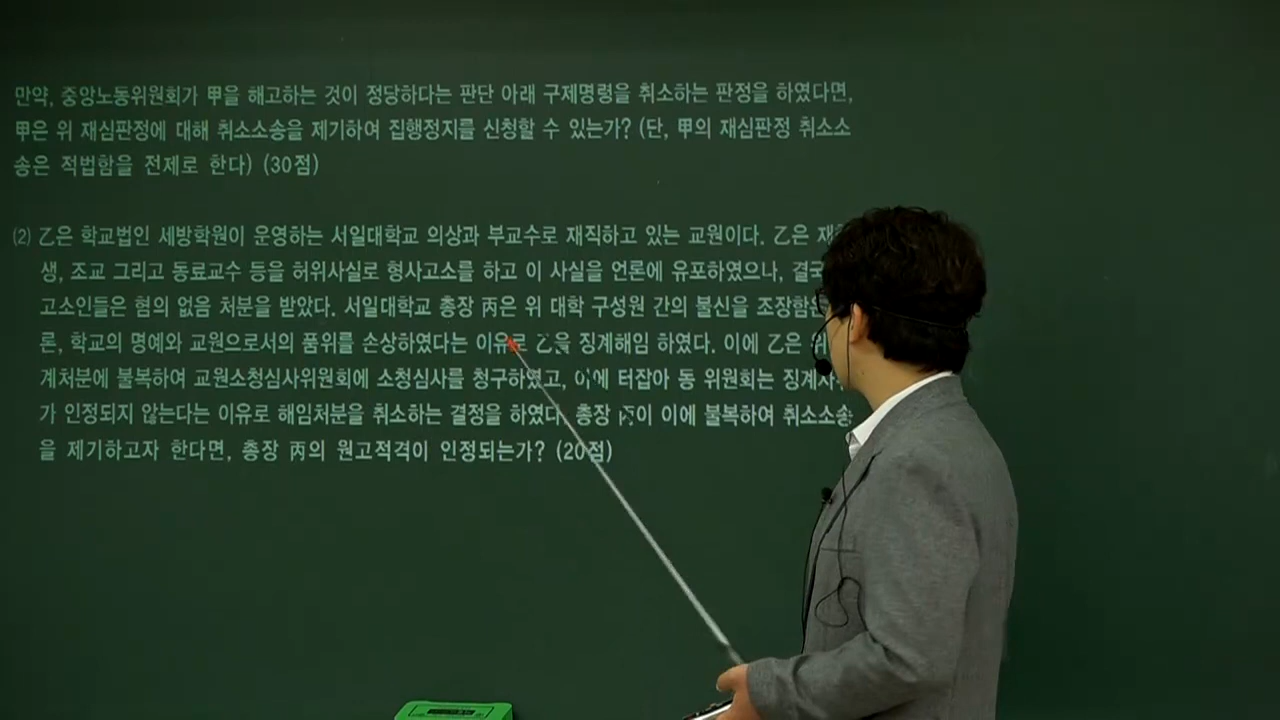 만약, 중앙노동위원회가 甲을 해고하는 것이 정당하다는 판단 아래 구제명령을 취소하는 판정을 하였다면,
甲은 위 재심판정에 대해 취소소송을 제기하여 집행정지를 신청할 수 있는가? (단, 甲의 재심판정 취소소
송은 적법함을 전제로 한다) (30점)
(2) 乙은 학교법인 세방학원이 운영하는 서일대학교 의상과 부교수로 재직하고 있는 교원이다. 乙은
생, 조교 그리고 동료교수 등을 허위사실로 형사고소를 하고 이 사실을 언론에 유포하였으나,
고소인들은 혐의 없음 처분을 받았다. 서일대학교 총장 丙은 위 대학 구성원 간의 불신을
론, 학교의 명예와 교원으로서의 품위를 손상하였다는 이유로 乙을 징계해임 하였다. 이에 乙은
계처분에 불복하여 교원소청심사위원회에 소청심사를 청구하였고, 이에 터잡아 동 위원회는
가 인정되지 않는다는 이유로 해임처분을 취소하는 결정을 하였다. 총장 丙이 이에 불복하여 취소소송
을 제기하고자 한다면, 총장 丙의 원고적격이 인정되는가? (20점)